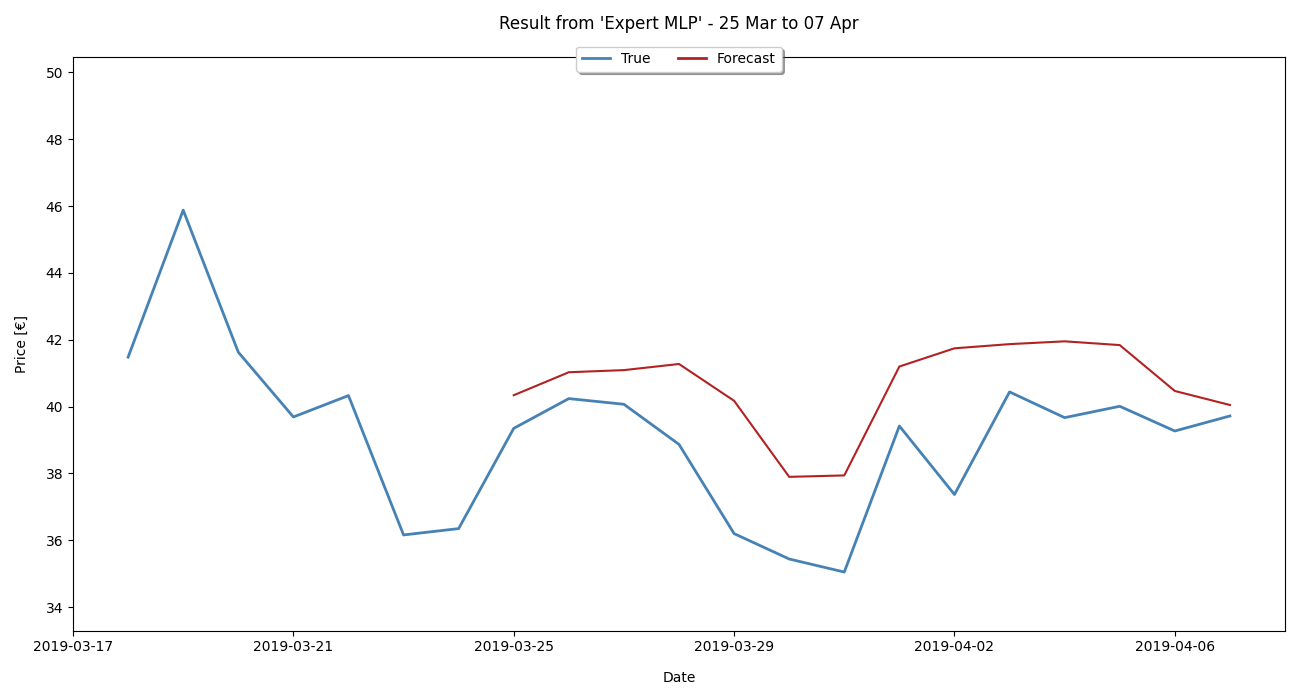 Result from 'Expert MLP' - 25 Mar to 07 Apr
True Forecast
50
48
46
44
42
40
38
36
34
Price [€]
2019-03-17 2019-03-21 2019-03-25 2019-03-29 2019-04-02 2019-04-06
Date